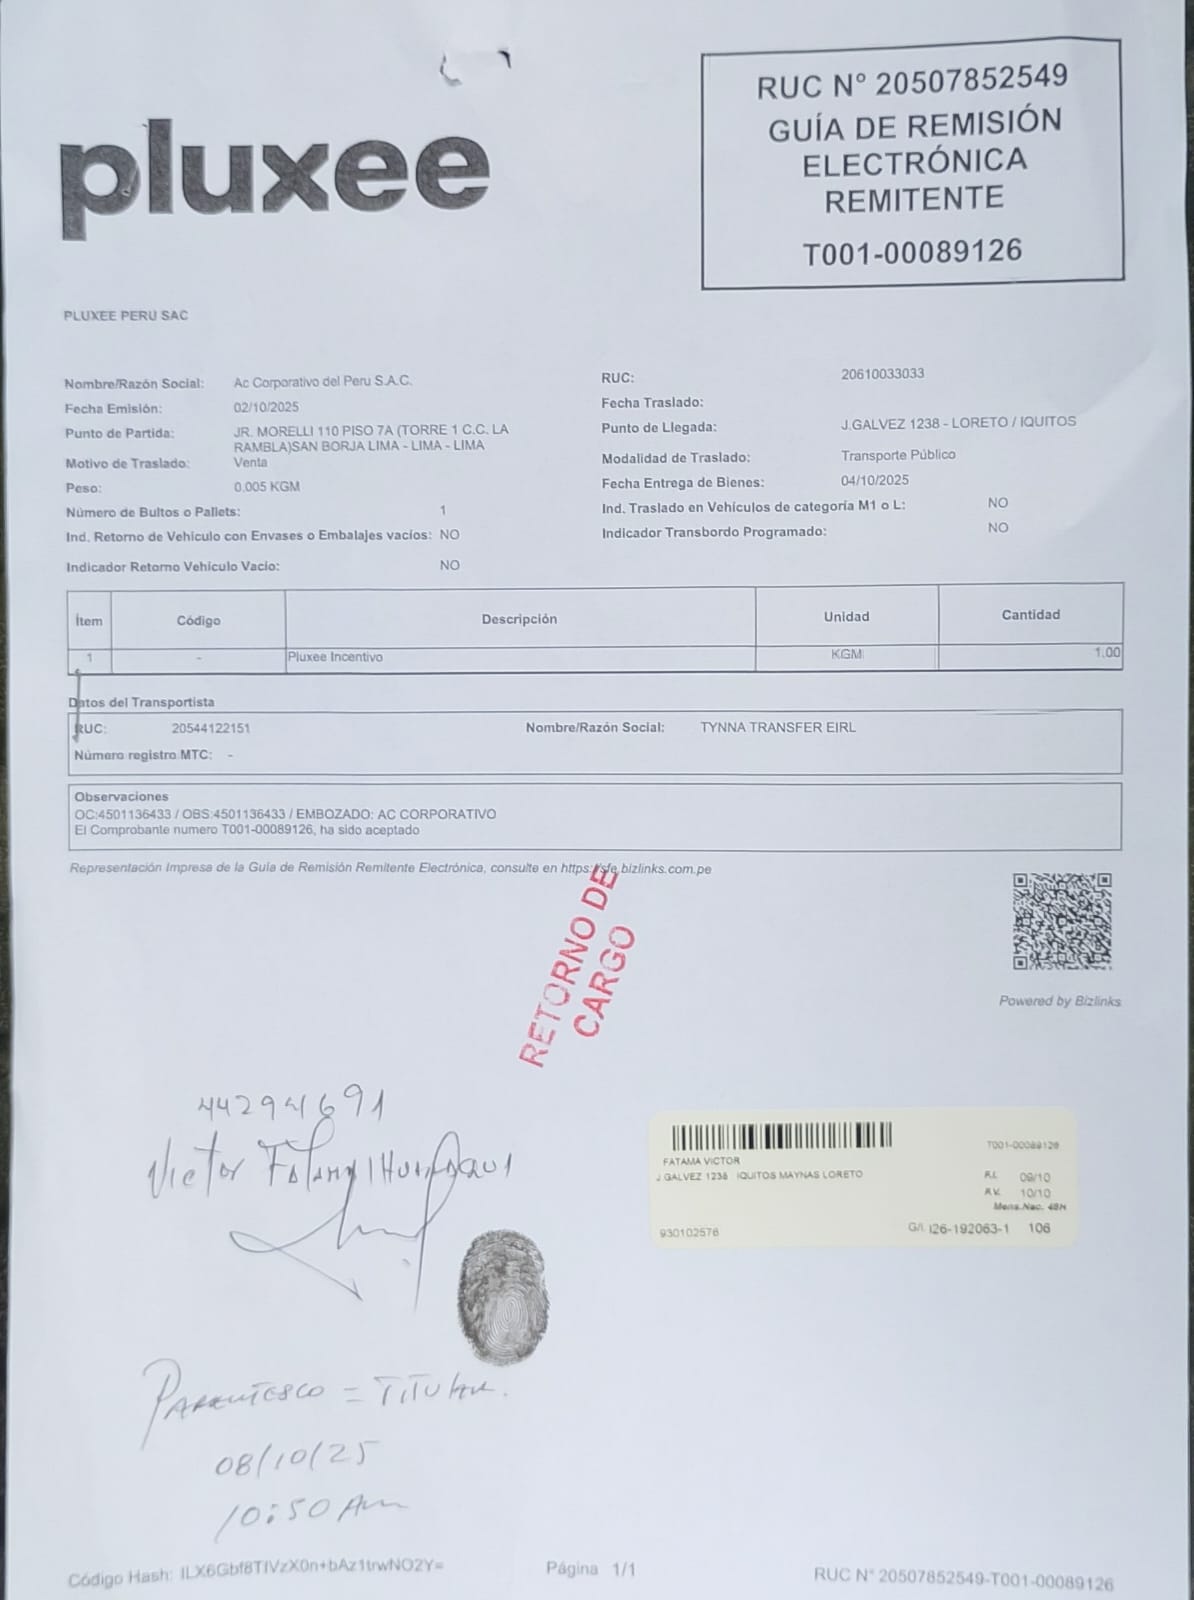 pluxee
RUC N° 20507852549
GUÍA DE REMISIÓN
ELECTRÓNICA
REMITENTE
T001-00089126
PLUXEE PERU SAC
Nombre/Razón Social: Ac Corporativo del Peru S.A.C.
Fecha Emisión: 02/10/2025
Punto de Partida: JR. MORELLI 110 PISO 7A (TORRE 1 C.C. LA
RAMBLA)SAN BORJA LIMA - LIMA - LIMA
Motivo de Traslado: Venta
Peso: 0.005 KGM
Número de Bultos o Pallets: 1
Ind. Retorno de Vehiculo con Envases o Embalajes vacíos: NO
Indicador Retorno Vehículo Vacío: NO
RUC: 20610033033
Fecha Traslado:
Punto de Llegada: J.GALVEZ 1238 - LORETO / IQUITOS
Modalidad de Traslado: Transporte Público
Fecha Entrega de Bienes: 04/10/2025
Ind. Traslado en Vehículos de categoría M1 o L: NO
Indicador Transbordo Programado: NO
Ítem Código Descripción Unidad Cantidad
1 - Pluxee Incentivo KGM 1.00
Datos del Transportista
RUC: 20544122151 Nombre/Razón Social: TYNNA TRANSFER EIRL
Número registro MTC: -
Observaciones
OC:4501136433 / OBS:4501136433 / EMBOZADO: AC CORPORATIVO
El Comprobante numero T001-00089126, ha sido aceptado
Representación Impresa de la Guía de Remisión Remitente Electrónica, consulte en https://sfe.bizlinks.com.pe
RETORNO DE
CARGO
Powered by Bizlinks
44294691
Victor Fatama
T001-00089126
FATAMA VICTOR
J GALVEZ 1238 IQUITOS MAYNAS LORETO
R.L 09/10
R.V. 10/10
Mens.Nac. 48H
930102576
G/I. I26-192063-1 106
Parentesco = Titular.
08/10/25
10:50 Am
Código Hash: ILX6Gbf8TIVzX0n+bAz1trwNO2Y=
Página 1/1
RUC N° 20507852549-T001-00089126